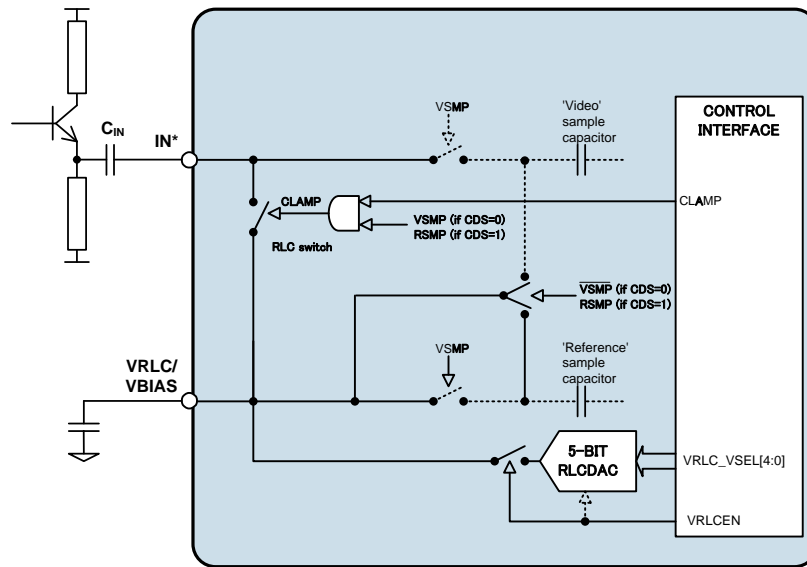 VSMP
'Video'
sample
capacitor
CONTROL
INTERFACE
CIN
IN*
CLAMP
CLAMP
VSMP (if CDS=0)
RSMP (if CDS=1)
RLC switch
VSMP (if CDS=0)
RSMP (if CDS=1)
VRLC/
VBIAS
VSMP
'Reference'
sample
capacitor
5-BIT
RLCDAC
VRLC_VSEL[4:0]
VRLCEN